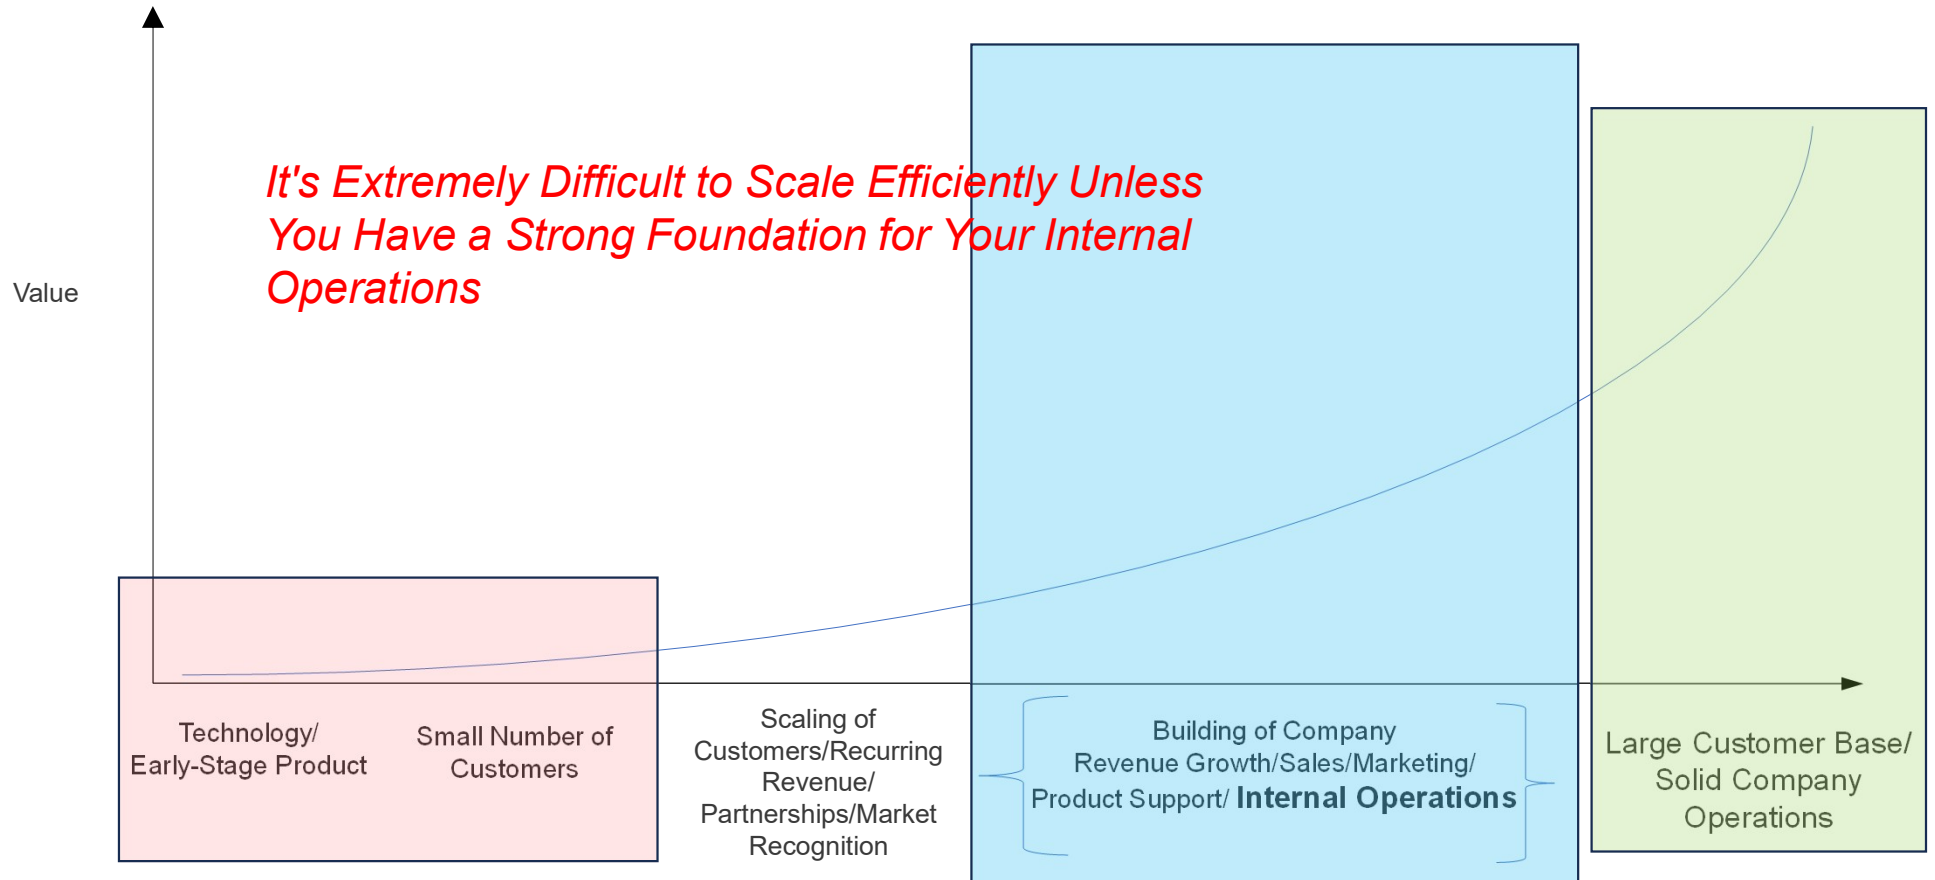 It's Extremely Difficult to Scale Efficiently Unless
You Have a Strong Foundation for Your Internal
Operations
Value
Technology/
Early-Stage Product
Small Number of
Customers
Scaling of
Customers/Recurring
Revenue/
Partnerships/Market
Recognition
Building of Company
Revenue Growth/Sales/Marketing/
Product Support/ Internal Operations
Large Customer Base/
Solid Company
Operations